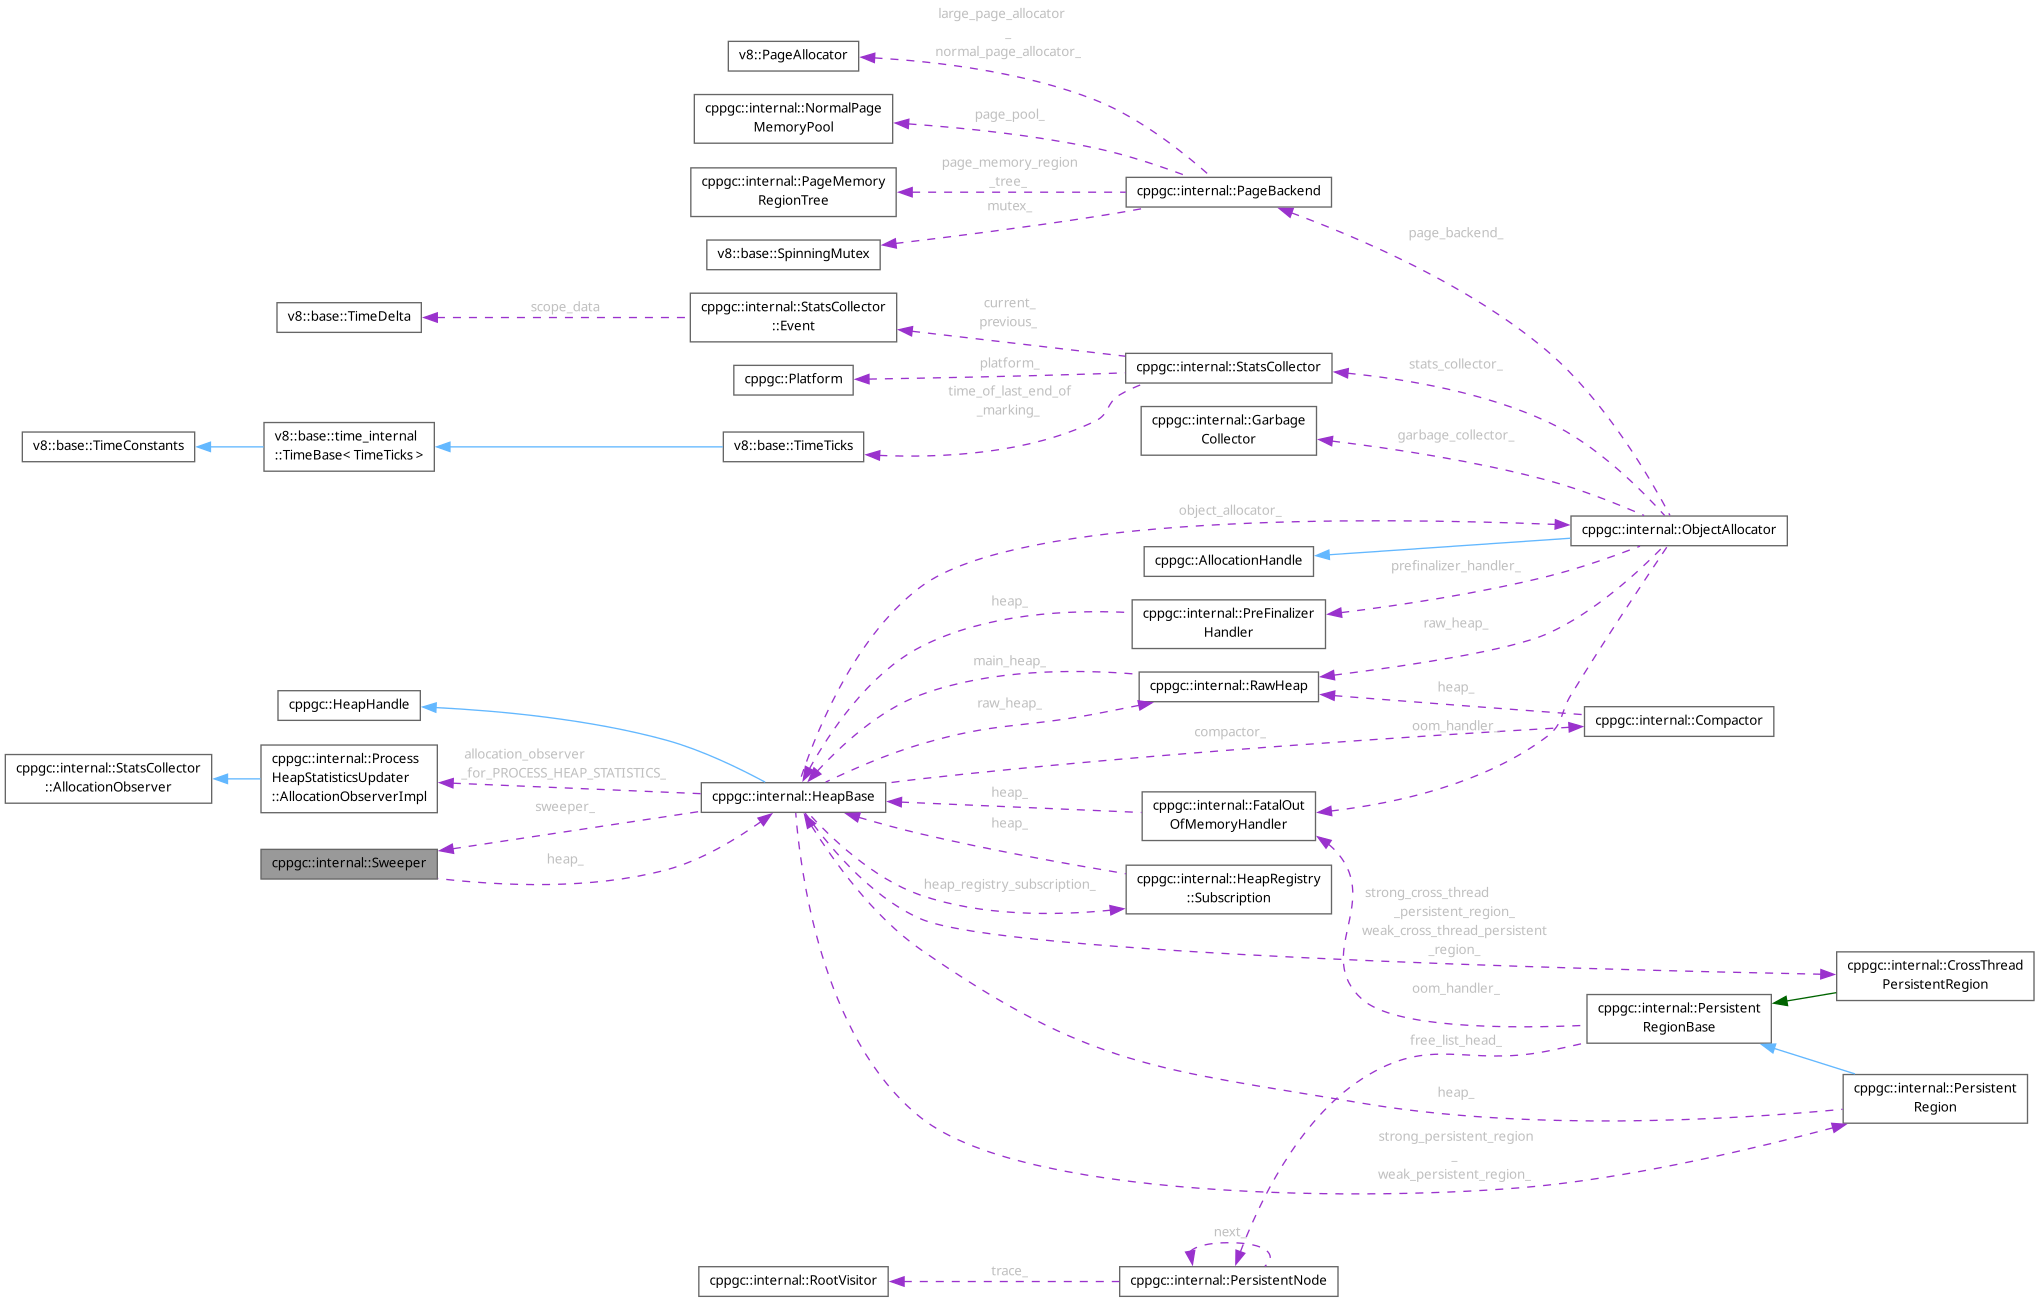 large_page_allocator
_
normal_page_allocator_
v8::PageAllocator
cppgc::internal::NormalPage
MemoryPool
page_pool_
page_memory_region
_tree_
cppgc::internal::PageMemory
RegionTree
cppgc::internal::PageBackend
mutex_
v8::base::SpinningMutex
page_backend_
v8::base::TimeDelta
scope_data
cppgc::internal::StatsCollector
::Event
current_
previous_
cppgc::Platform
platform_
cppgc::internal::StatsCollector
stats_collector_
time_of_last_end_of
_marking_
v8::base::TimeConstants
v8::base::time_internal
::TimeBase< TimeTicks >
v8::base::TimeTicks
cppgc::internal::Garbage
Collector
garbage_collector_
object_allocator_
cppgc::internal::ObjectAllocator
cppgc::AllocationHandle
prefinalizer_handler_
heap_
cppgc::internal::PreFinalizer
Handler
raw_heap_
main_heap_
cppgc::internal::RawHeap
heap_
raw_heap_
cppgc::HeapHandle
compactor_
oom_handler_
cppgc::internal::Compactor
cppgc::internal::StatsCollector
::AllocationObserver
cppgc::internal::Process
HeapStatisticsUpdater
::AllocationObserverImpl
allocation_observer
_for_PROCESS_HEAP_STATISTICS_
cppgc::internal::HeapBase
heap_
cppgc::internal::FatalOut
OfMemoryHandler
sweeper_
heap_
cppgc::internal::Sweeper
heap_
heap_registry_subscription_
cppgc::internal::HeapRegistry
::Subscription
strong_cross_thread
_persistent_region_
weak_cross_thread_persistent
_region_
cppgc::internal::CrossThread
PersistentRegion
oom_handler_
cppgc::internal::Persistent
RegionBase
free_list_head_
heap_
cppgc::internal::Persistent
Region
strong_persistent_region
_
weak_persistent_region_
next_
cppgc::internal::RootVisitor
trace_
cppgc::internal::PersistentNode